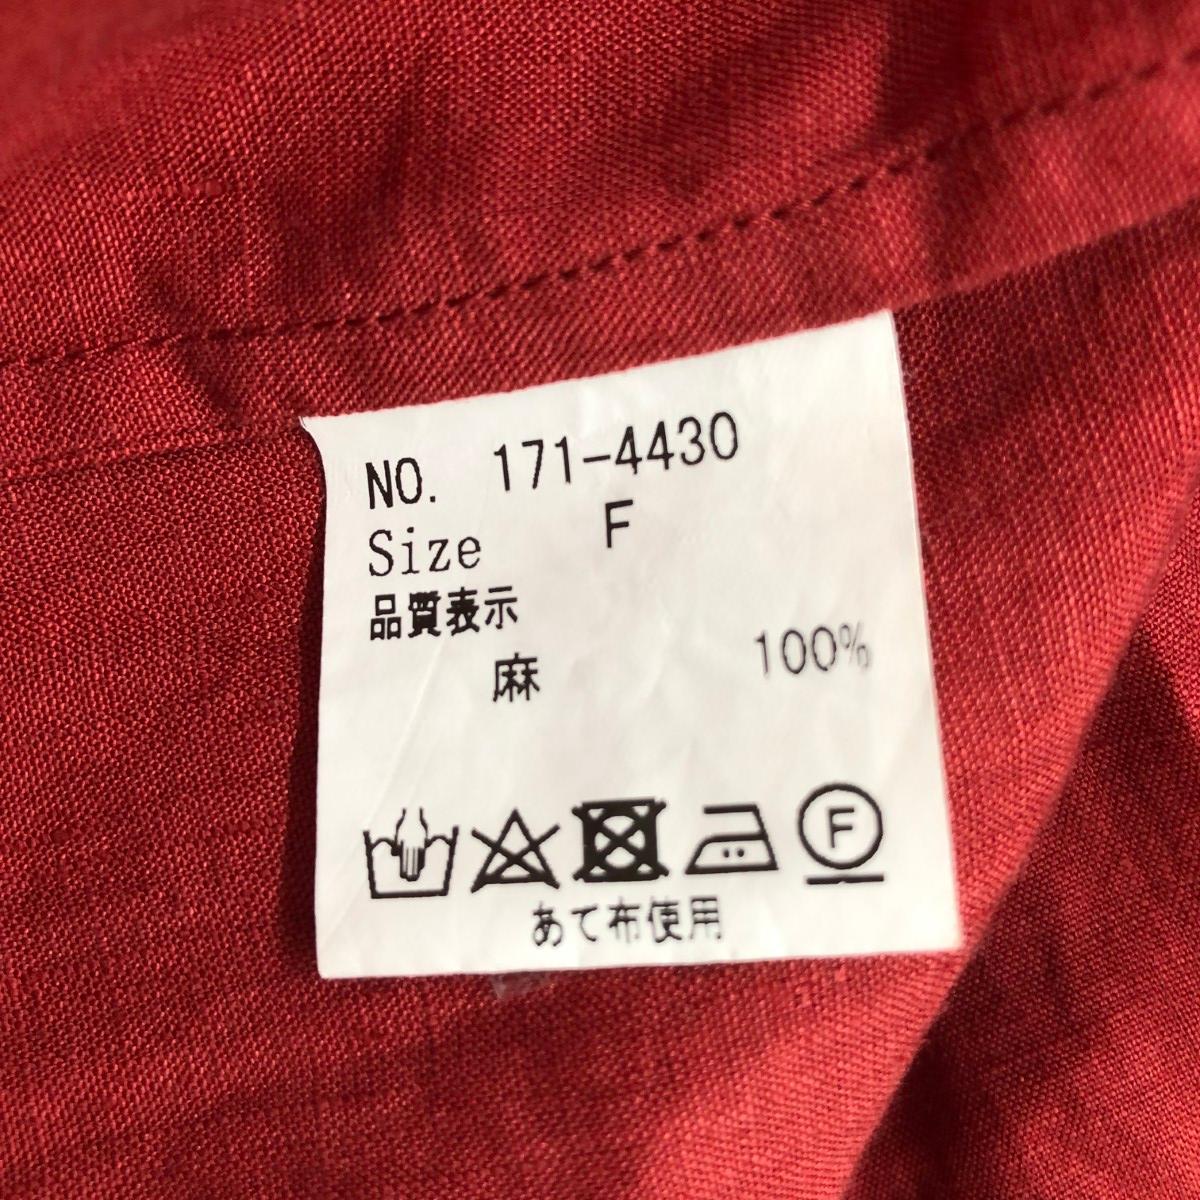 NO. 171-4430
Size F
品質表示
麻 100%
F
あて布使用